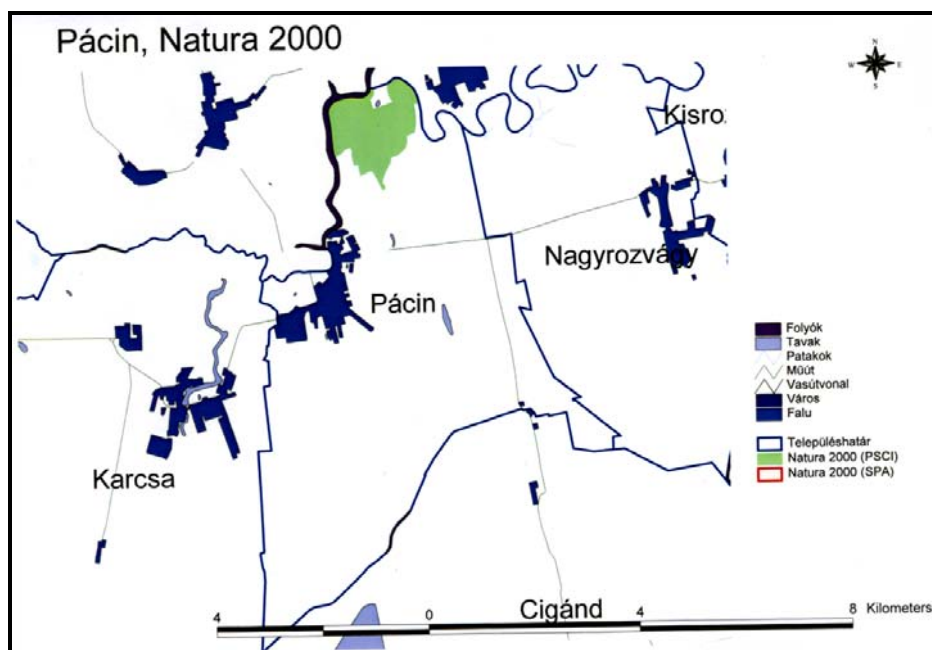 Pácin, Natura 2000
N
W E
S
Kisroz
Nagyrozvágy
Pácin
Karcsa
Cigánd
Folyók
Tavak
Patakok
Műút
Vasútvonal
Város
Falu
Településhatár
Natura 2000 (PSCI)
Natura 2000 (SPA)
4 0 4 8 Kilometers